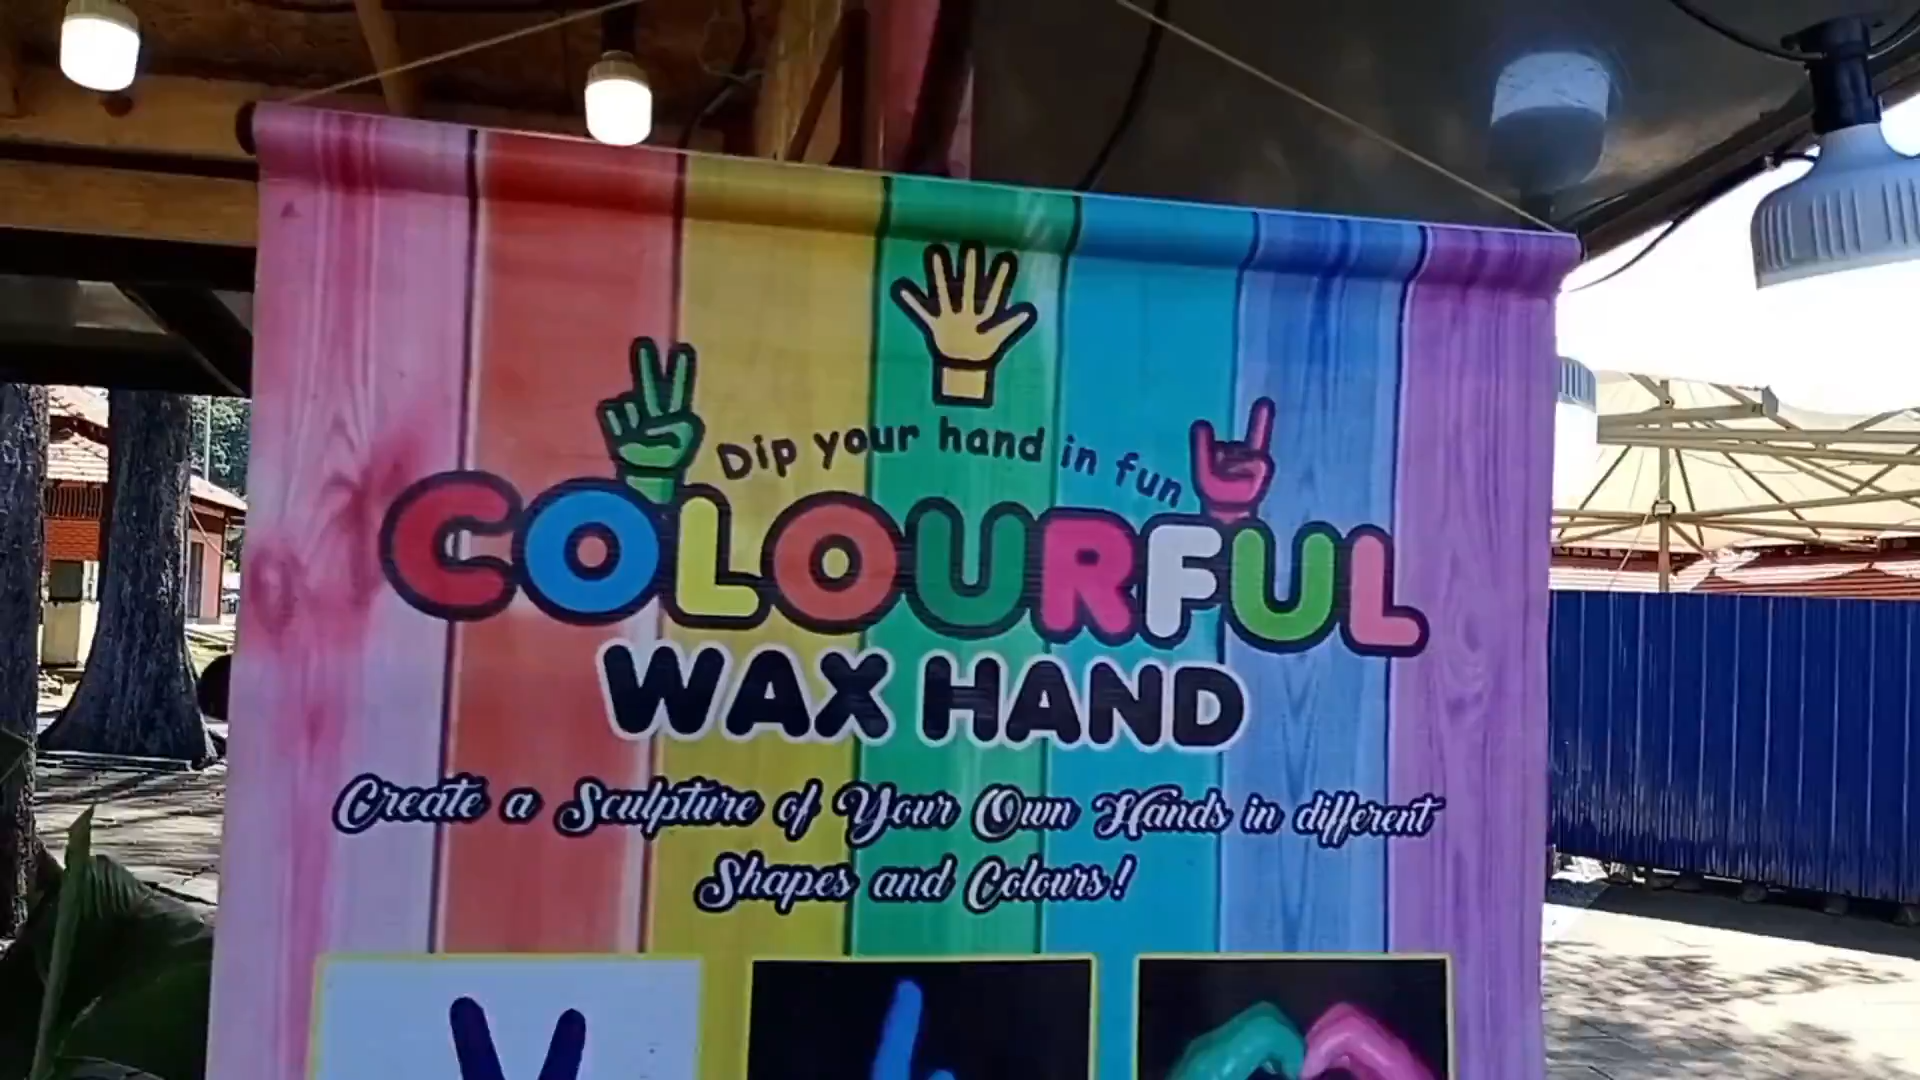 Dip your hand in fun
COLOURFUL
WAX HAND
Create a Sculpture of Your Own Hands in different
Shapes and Colours!